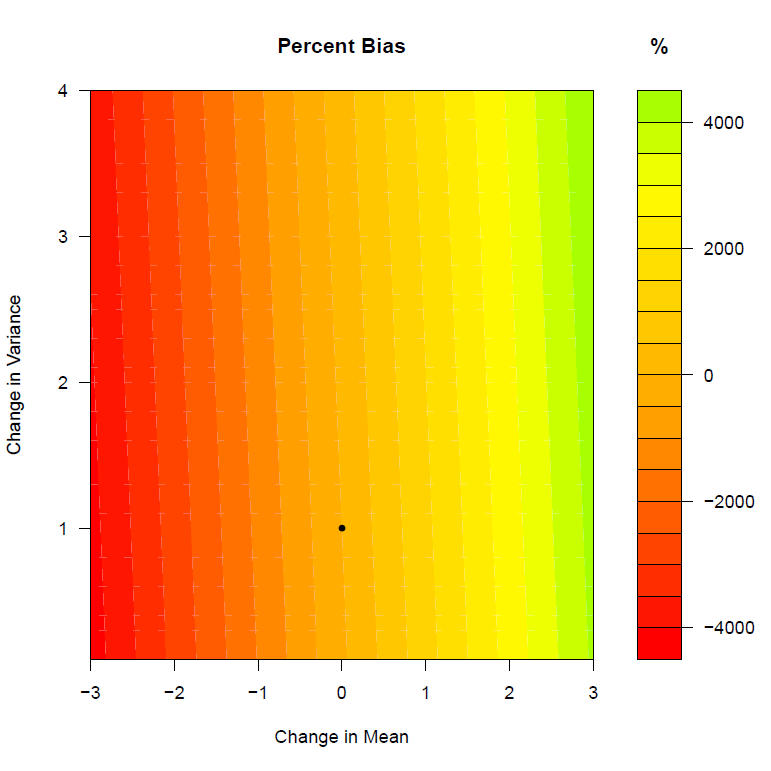 Percent Bias
%
4
3
2
1
Change in Variance
−3 −2 −1 0 1 2 3
Change in Mean
4000
2000
0
−2000
−4000